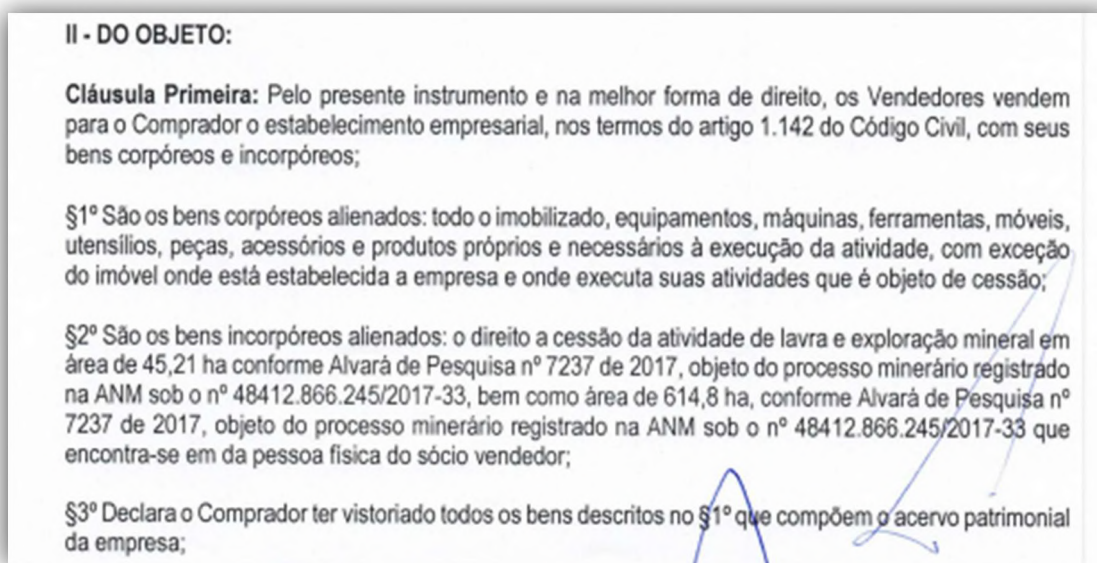 II - DO OBJETO:
Cláusula Primeira: Pelo presente instrumento e na melhor forma de direito, os Vendedores vendem
para o Comprador o estabelecimento empresarial, nos termos do artigo 1.142 do Código Civil, com seus
bens corpóreos e incorpóreos;
§1º São os bens corpóreos alienados: todo o imobilizado, equipamentos, máquinas, ferramentas, móveis,
utensílios, peças, acessórios e produtos próprios e necessários à execução da atividade, com exceção
do imóvel onde está estabelecida a empresa e onde executa suas atividades que é objeto de cessão;
§2º São os bens incorpóreos alienados: o direito a cessão da atividade de lavra e exploração mineral em
área de 45,21 ha conforme Alvará de Pesquisa nº 7237 de 2017, objeto do processo minerário registrado
na ANM sob o nº 48412.866.245/2017-33, bem como área de 614,8 ha, conforme Alvará de Pesquisa nº
7237 de 2017, objeto do processo minerário registrado na ANM sob o nº 48412.866.245/2017-33 que
encontra-se em da pessoa física do sócio vendedor;
§3º Declara o Comprador ter vistoriado todos os bens descritos no §1º que compõem o acervo patrimonial
da empresa;